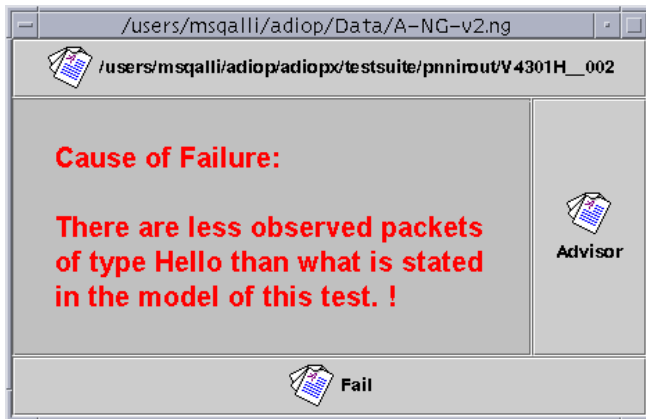 /users/msqalli/adiop/Data/A-NG-v2.ng
/users/msqalli/adiop/adiopx/testsuite/pnnirout/V4301H__002
Cause of Failure:
There are less observed packets
of type Hello than what is stated
in the model of this test. !
Advisor
Fail